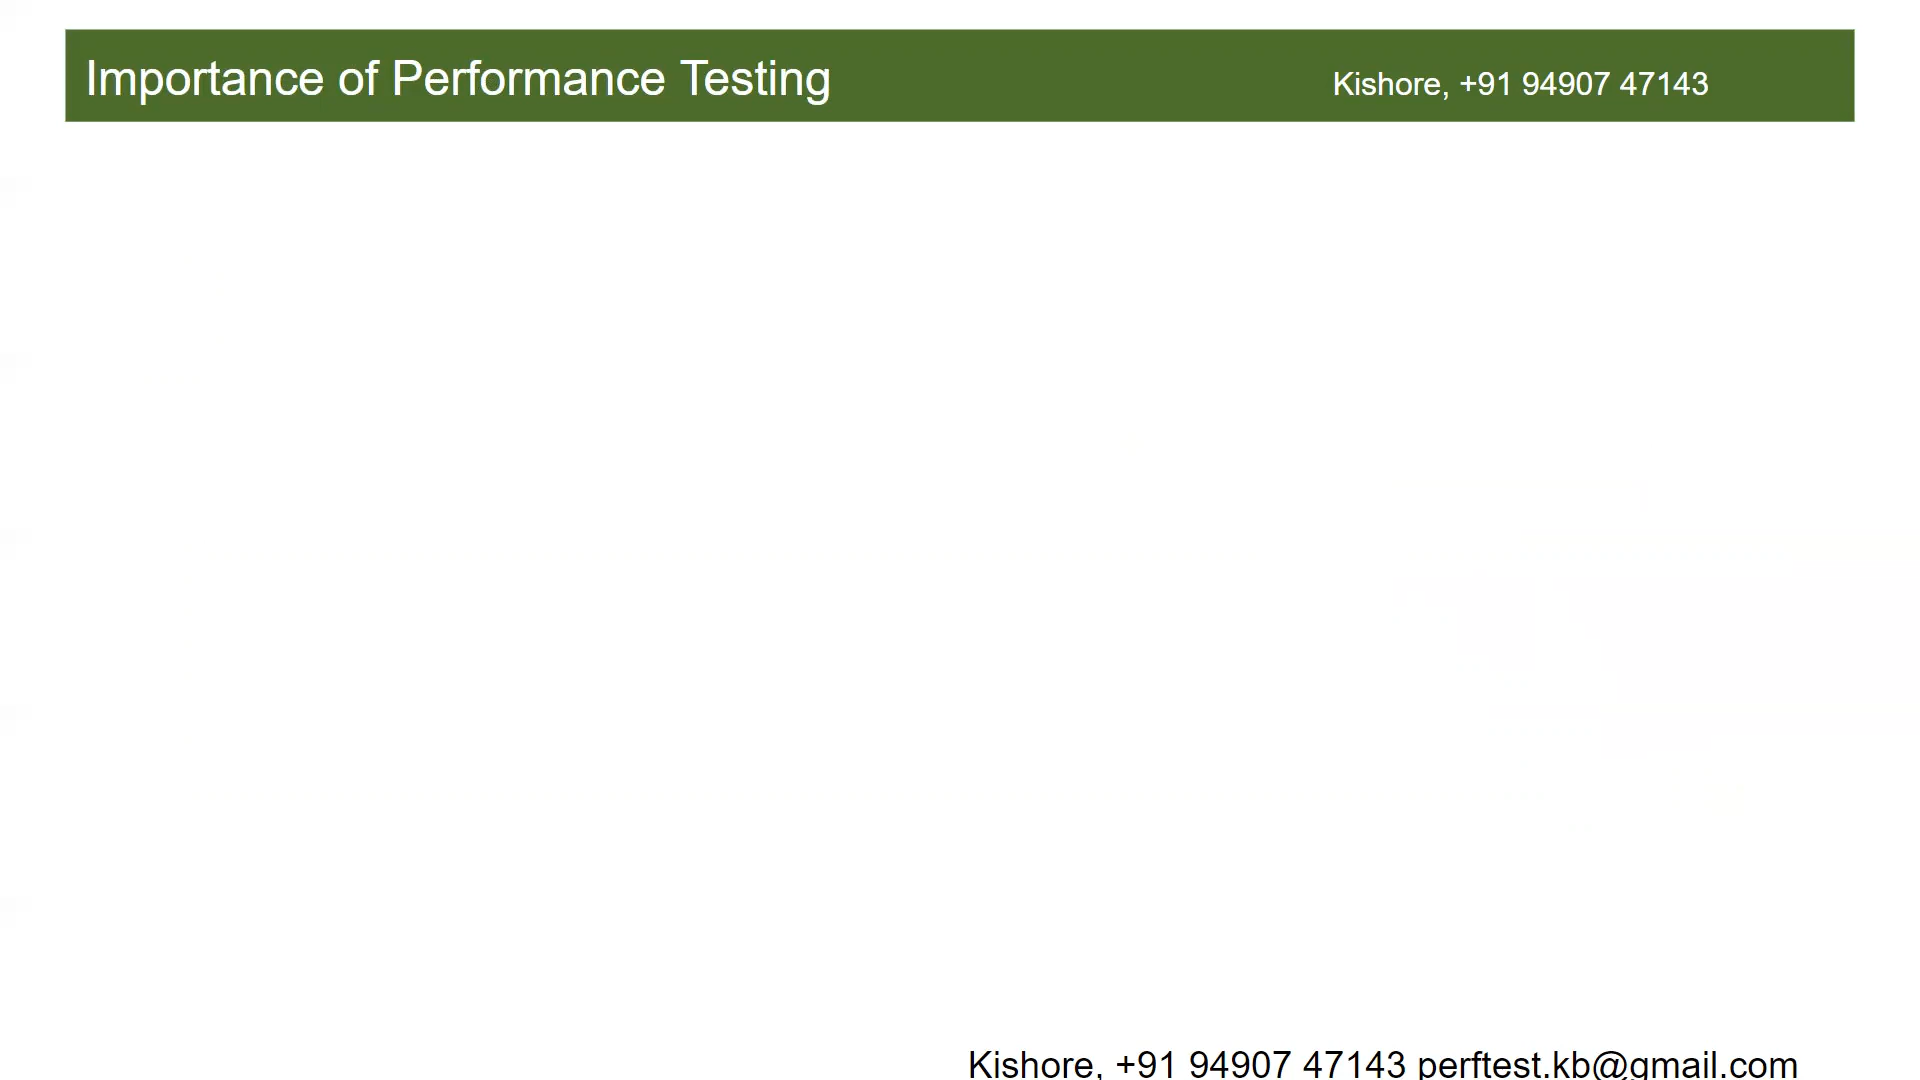 Importance of Performance Testing
Kishore, +91 94907 47143
Kishore, +91 94907 47143 perftest.kb@gmail.com